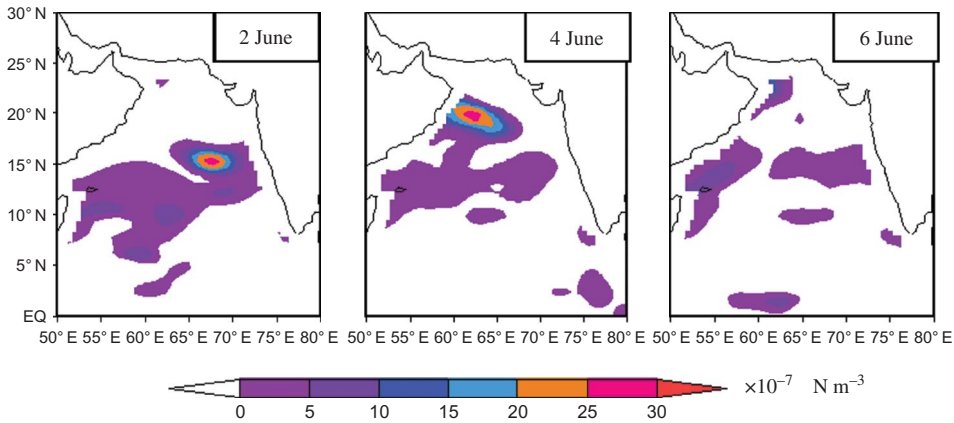 30° N
25° N
20° N
15° N
10° N
5° N
EQ
2 June
4 June
6 June
50° E 55° E 60° E 65° E 70° E 75° E 80° E
50° E 55° E 60° E 65° E 70° E 75° E 80° E
50° E 55° E 60° E 65° E 70° E 75° E 80° E
×10⁻⁷ N m⁻³
0 5 10 15 20 25 30